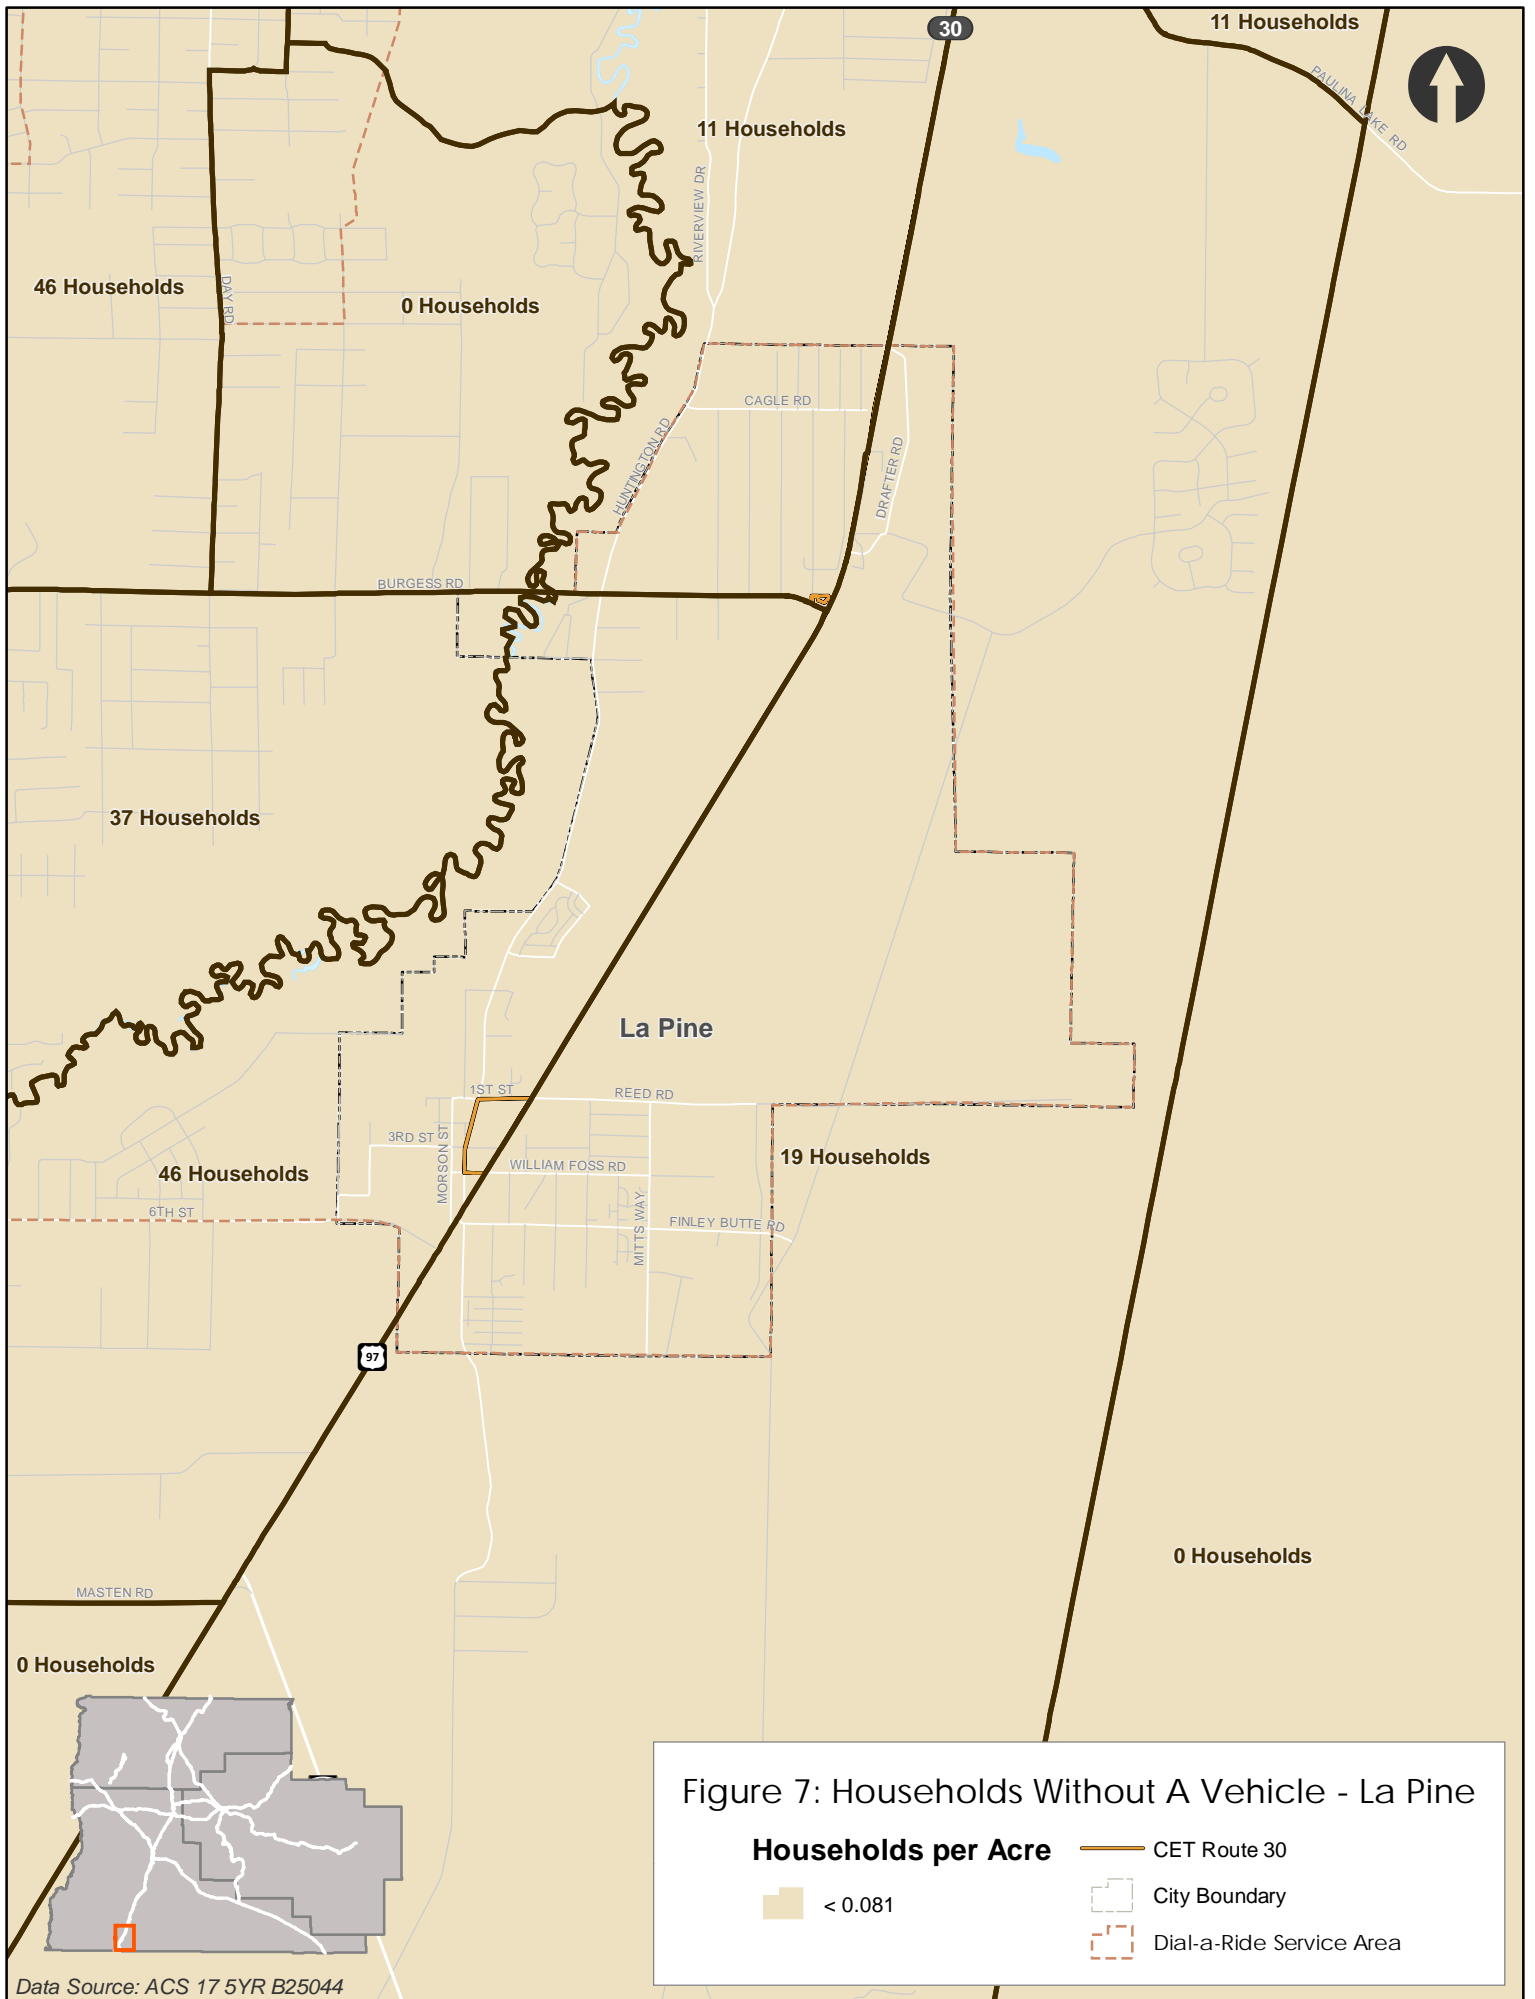 30
11 Households
PAULINA LAKE RD
11 Households
RIVERVIEW DR
46 Households
DAY RD
0 Households
CAGLE RD
HUNTINGTON RD
DRAFTER RD
BURGESS RD
37 Households
La Pine
1ST ST
REED RD
3RD ST
MORSON ST
WILLIAM FOSS RD
19 Households
46 Households
6TH ST
MITTS WAY
FINLEY BUTTE RD
97
0 Households
MASTEN RD
0 Households
Figure 7: Households Without A Vehicle - La Pine
Households per Acre
< 0.081
CET Route 30
City Boundary
Dial-a-Ride Service Area
Data Source: ACS 17 5YR B25044